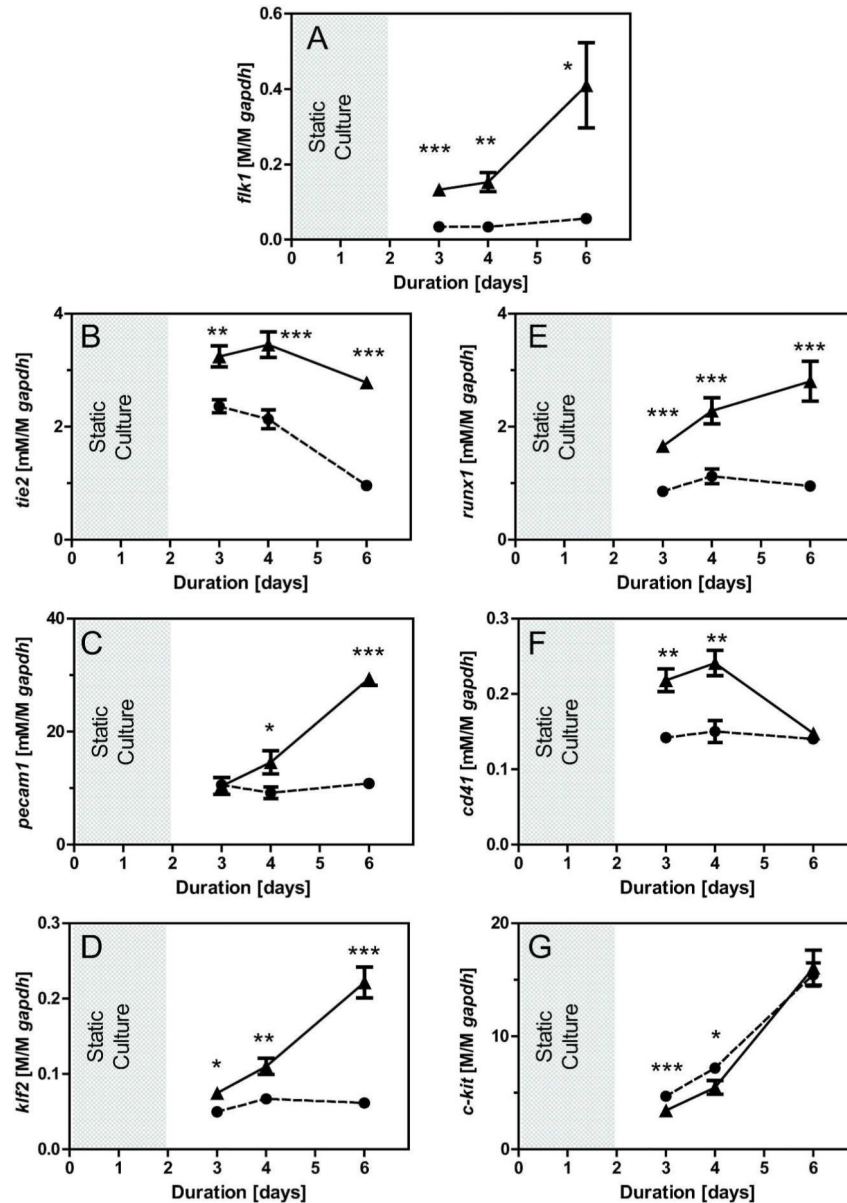 A
Static
Culture
flk1 [M/M gapdh]
0.6
0.4
0.2
0.0
*
**
***
0 1 2 3 4 5 6
Duration [days]
B
Static
Culture
tie2 [mM/M gapdh]
4
2
0
**
***
***
0 1 2 3 4 5 6
Duration [days]
E
Static
Culture
runx1 [mM/M gapdh]
4
2
0
***
***
***
0 1 2 3 4 5 6
Duration [days]
C
Static
Culture
pecam1 [mM/M gapdh]
40
20
0
*
***
0 1 2 3 4 5 6
Duration [days]
F
Static
Culture
cd41 [mM/M gapdh]
0.3
0.2
0.1
0.0
**
**
0 1 2 3 4 5 6
Duration [days]
D
Static
Culture
klf2 [M/M gapdh]
0.3
0.2
0.1
0.0
*
**
***
0 1 2 3 4 5 6
Duration [days]
G
Static
Culture
c-kit [M/M gapdh]
20
10
0
***
*
0 1 2 3 4 5 6
Duration [days]